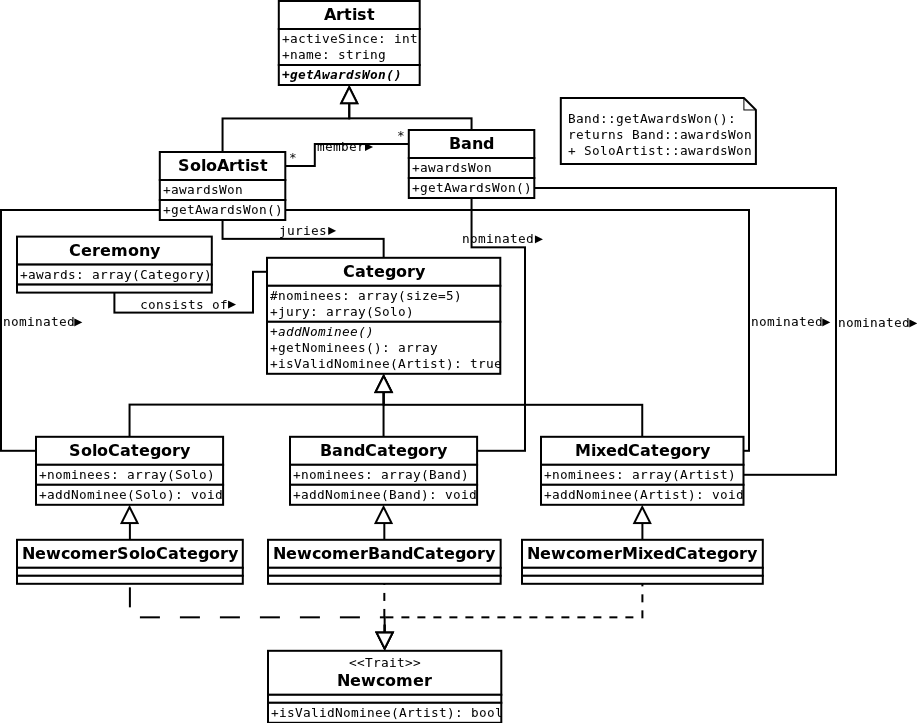 Artist
+activeSince: int
+name: string
+getAwardsWon()
Band::getAwardsWon():
returns Band::awardsWon
+ SoloArtist::awardsWon
*
member▶
*
Band
+awardsWon
+getAwardsWon()
SoloArtist
+awardsWon
+getAwardsWon()
juries▶
nominated▶
Ceremony
+awards: array(Category)
consists of▶
Category
#nominees: array(size=5)
+jury: array(Solo)
+addNominee()
+getNominees(): array
+isValidNominee(Artist): true
nominated▶
nominated▶
nominated▶
SoloCategory
+nominees: array(Solo)
+addNominee(Solo): void
BandCategory
+nominees: array(Band)
+addNominee(Band): void
MixedCategory
+nominees: array(Artist)
+addNominee(Artist): void
NewcomerSoloCategory
NewcomerBandCategory
NewcomerMixedCategory
<<Trait>>
Newcomer
+isValidNominee(Artist): bool